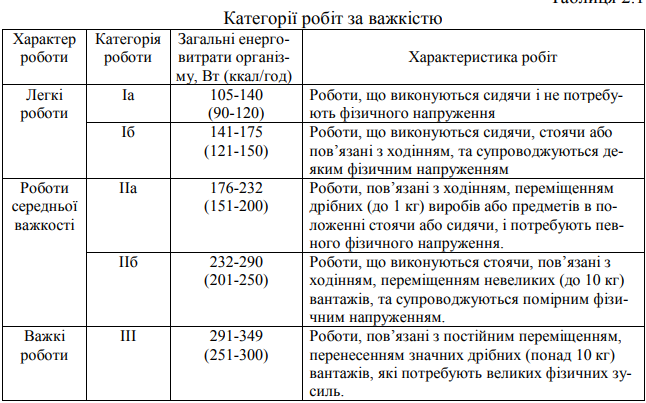 Таблиця 2.1
Категорії робіт за важкістю
Характер роботи
Категорія роботи
Загальні енерго-
витрати організ-
му, Вт (ккал/год)
Характеристика робіт
Легкі роботи
Іа
105-140
(90-120)
Роботи, що виконуються сидячи і не потребу-
ють фізичного напруження
Іб
141-175
(121-150)
Роботи, що виконуються сидячи, стоячи або
пов’язані з ходінням, та супроводжуються де-
яким фізичним напруженням
Роботи середньої важкості
ІІа
176-232
(151-200)
Роботи, пов’язані з ходінням, переміщенням
дрібних (до 1 кг) виробів або предметів в по-
ложенні стоячи або сидячи, і потребують пев-
ного фізичного напруження.
ІІб
232-290
(201-250)
Роботи, що виконуються стоячи, пов’язані з
ходінням, переміщенням невеликих (до 10 кг)
вантажів, та супроводжуються помірним фізи-
чним напруженням.
Важкі роботи
ІІІ
291-349
(251-300)
Роботи, пов’язані з постійним переміщенням,
перенесенням значних дрібних (понад 10 кг)
вантажів, які потребують великих фізичних зу-
силь.